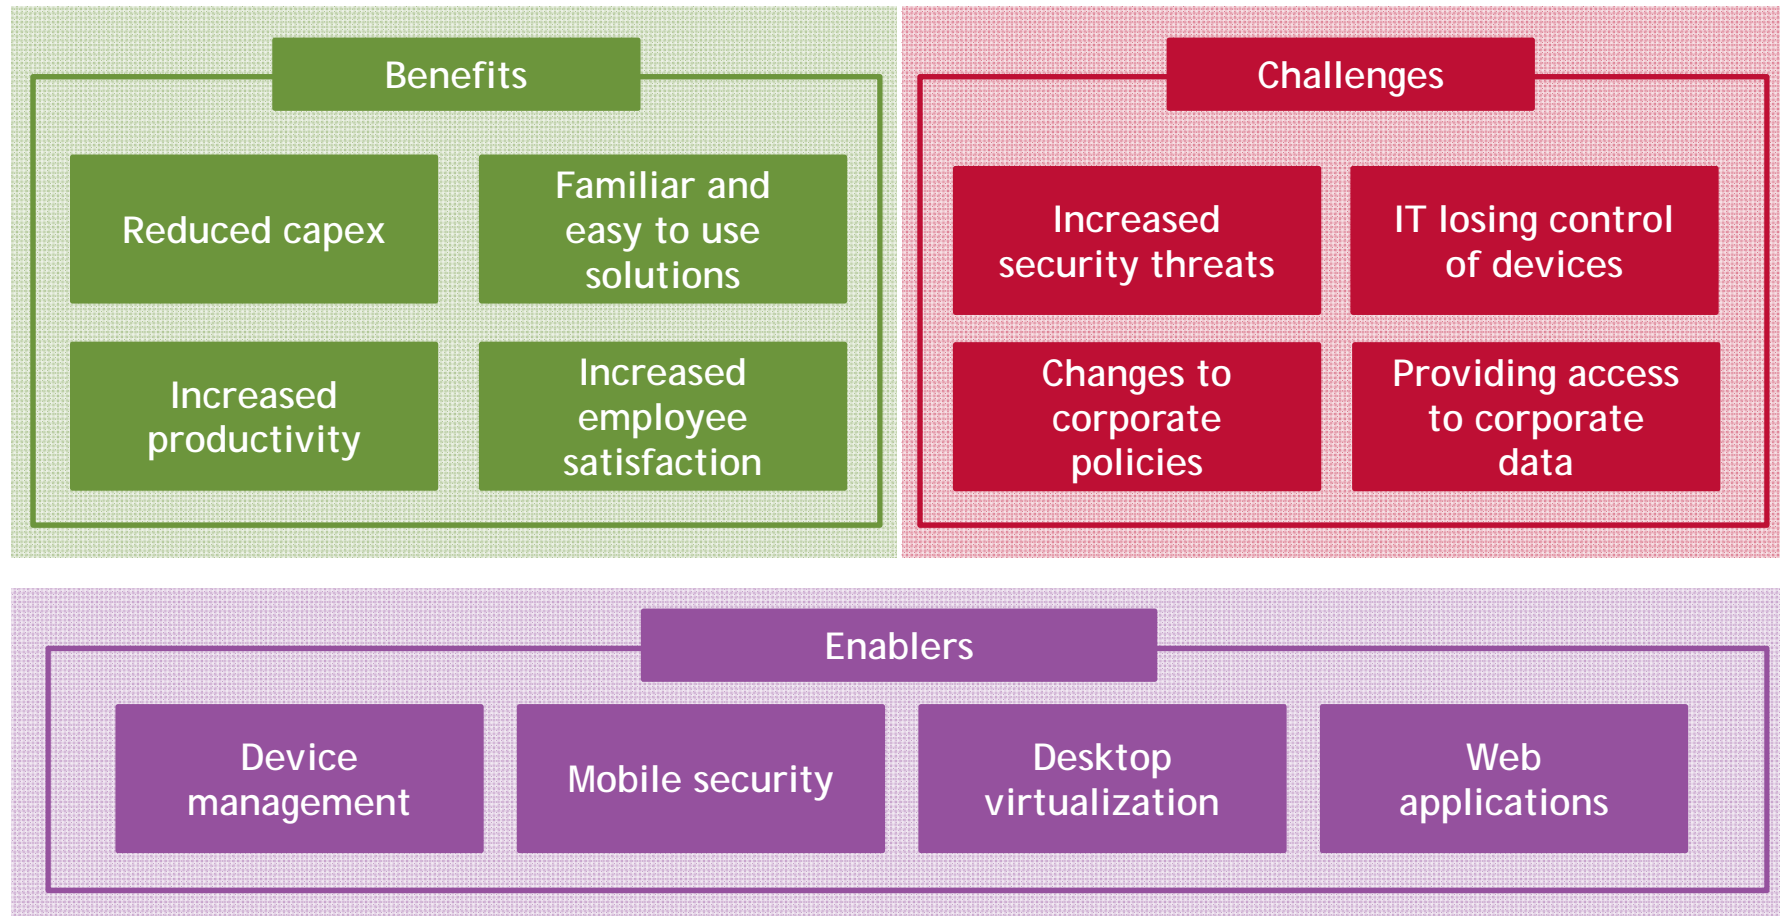 Benefits
Reduced capex
Familiar and
easy to use
solutions
Increased
productivity
Increased
employee
satisfaction
Challenges
Increased
security threats
IT losing control
of devices
Changes to
corporate
policies
Providing access
to corporate
data
Enablers
Device
management
Mobile security
Desktop
virtualization
Web
applications